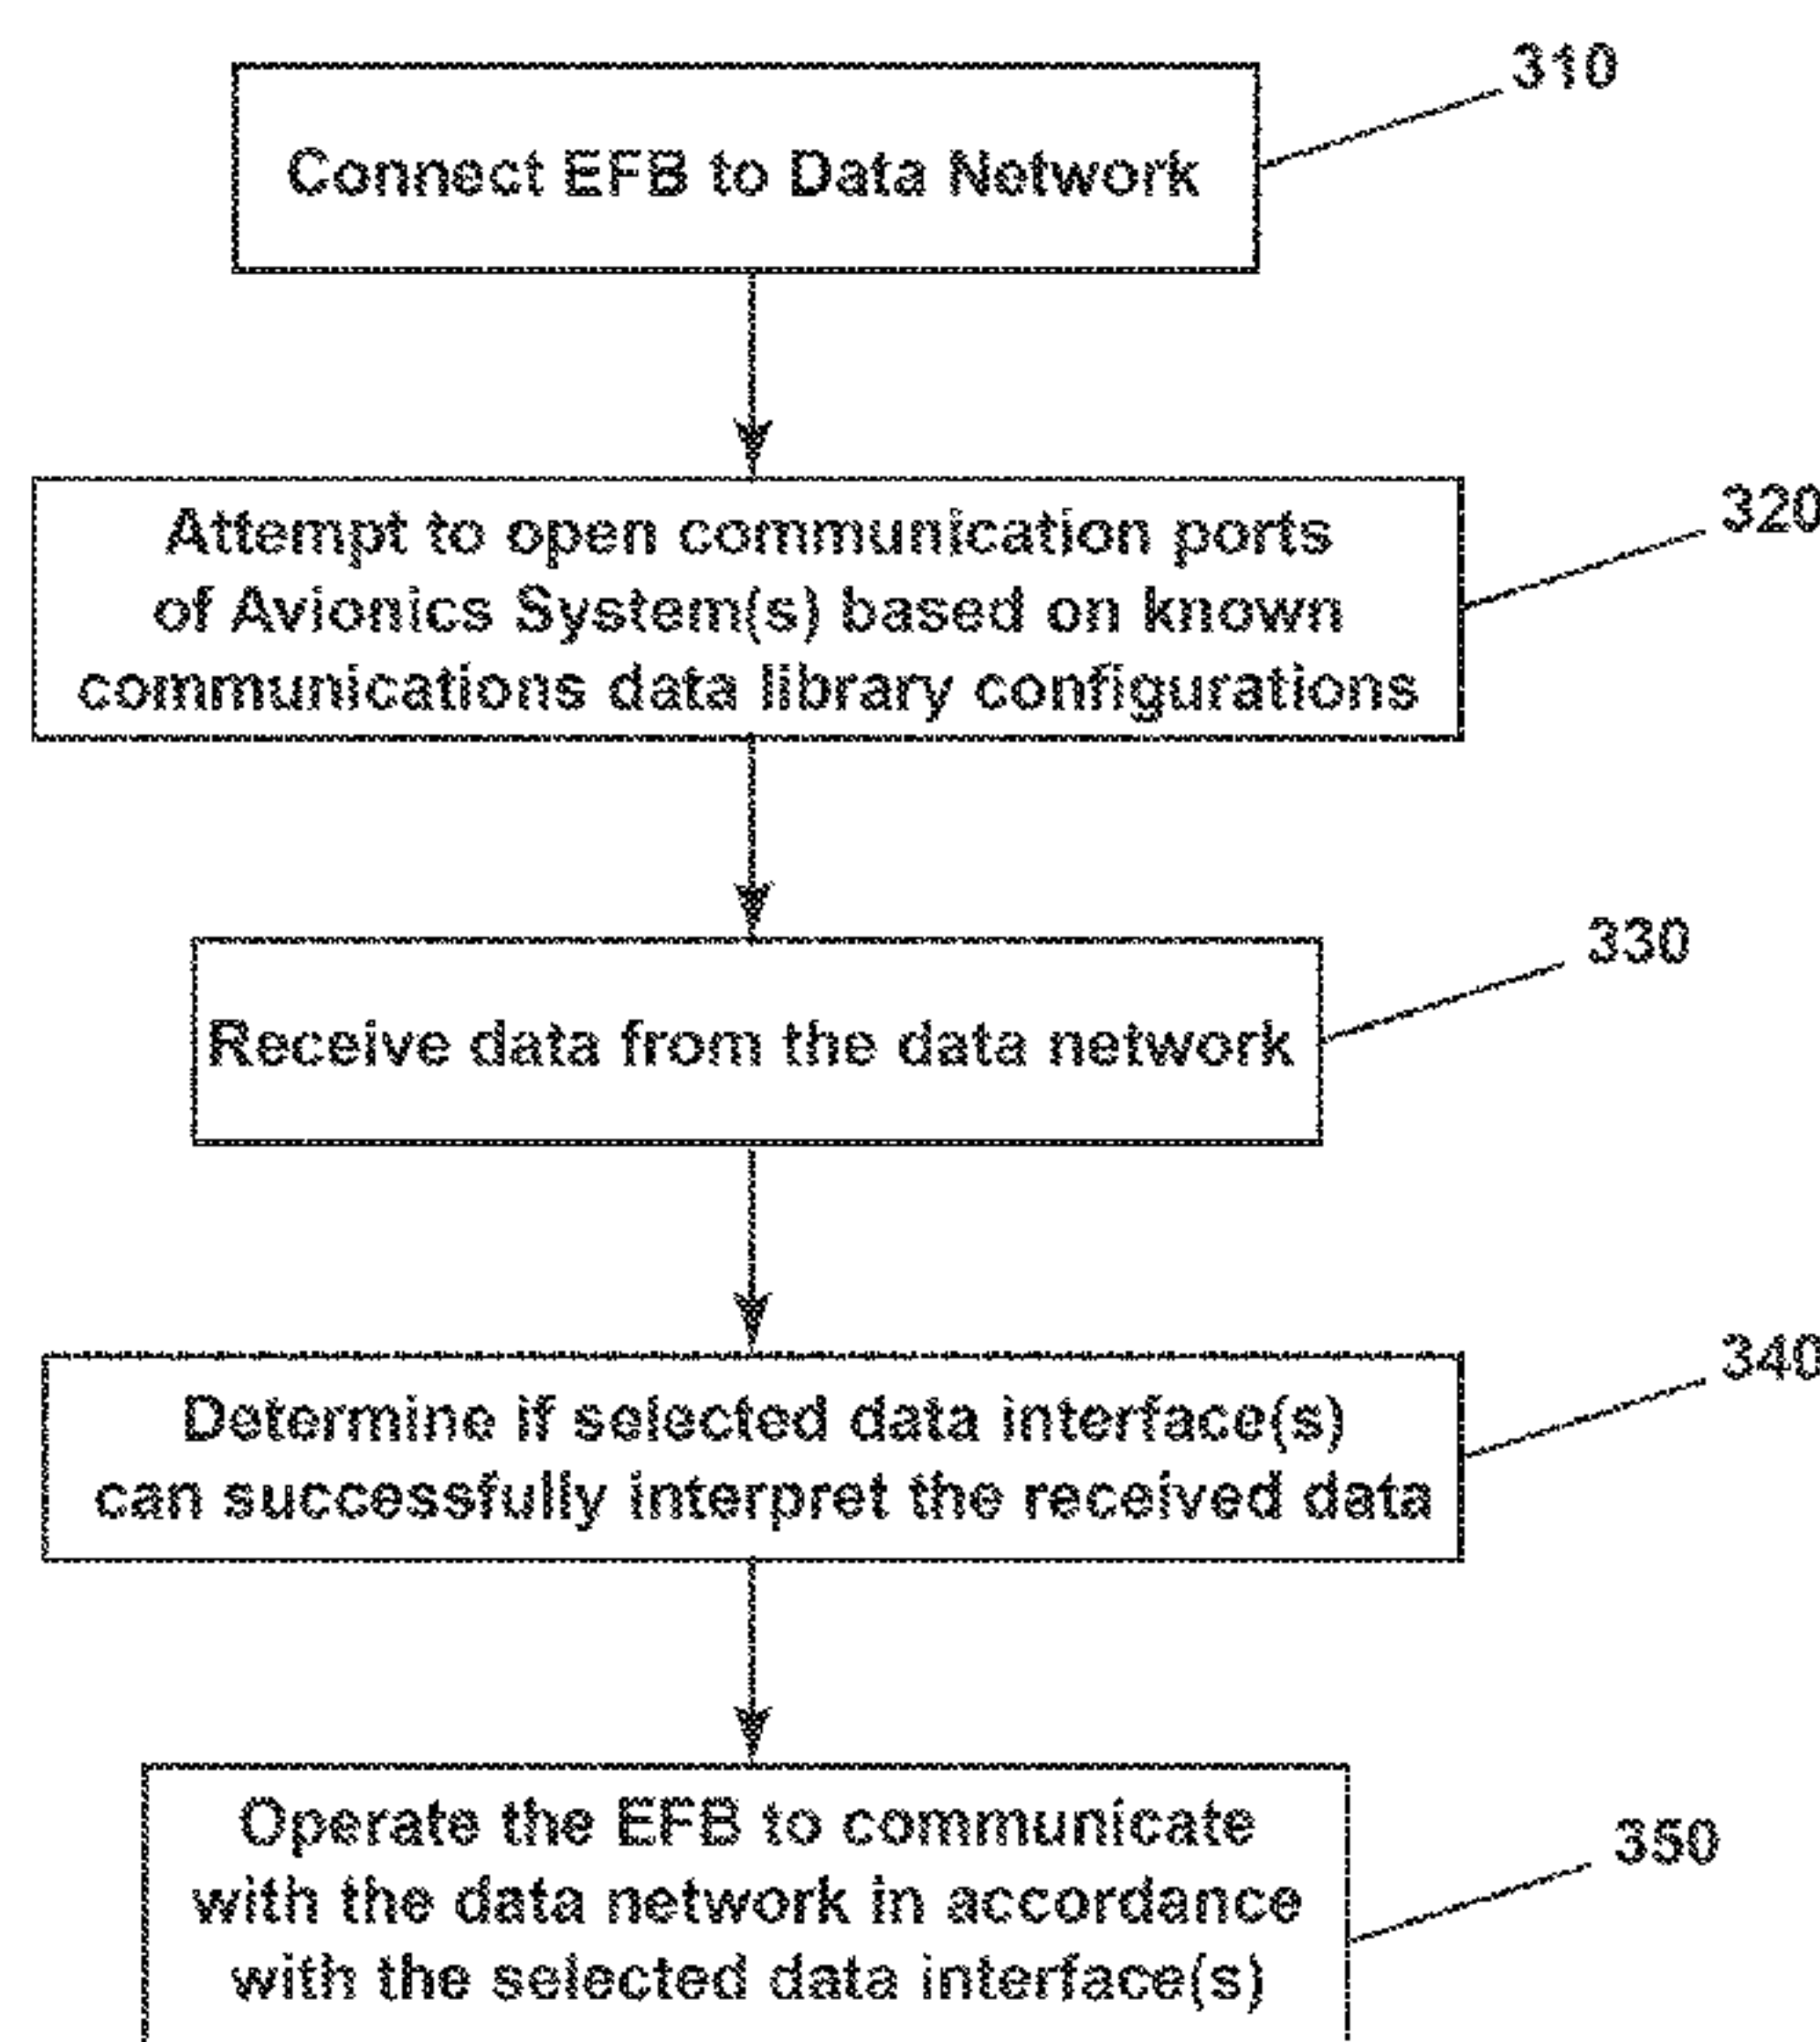 310
Connect EFB to Data Network
320
Attempt to open communication ports
of Avionics System(s) based on known
communications data library configurations
330
Receive data from the data network
340
Determine if selected data interface(s)
can successfully interpret the received data
350
Operate the EFB to communicate
with the data network in accordance
with the selected data interface(s)